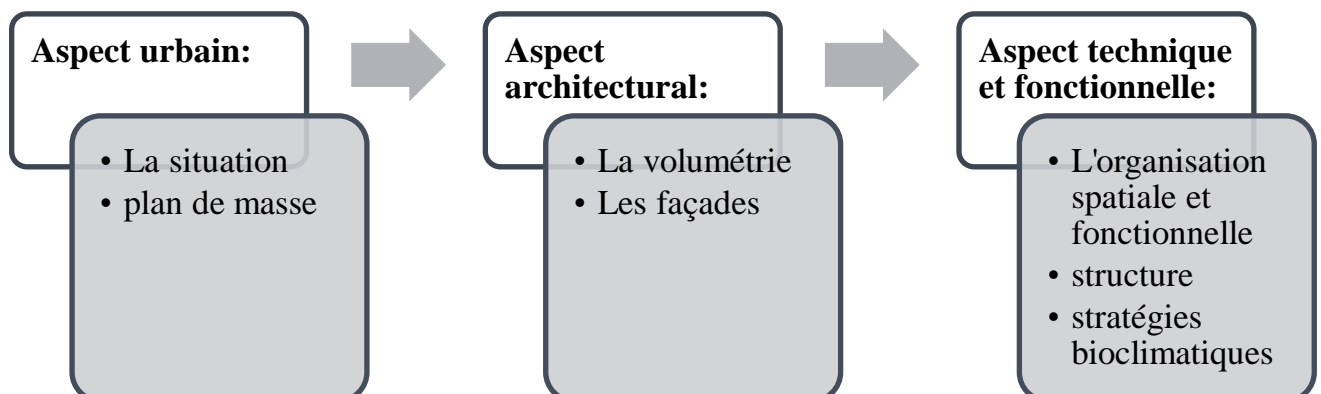 Aspect urbain:
• La situation
• plan de masse
Aspect
architectural:
• La volumétrie
• Les façades
Aspect technique
et fonctionnelle:
• L'organisation
spatiale et
fonctionnelle
• structure
• stratégies
bioclimatiques